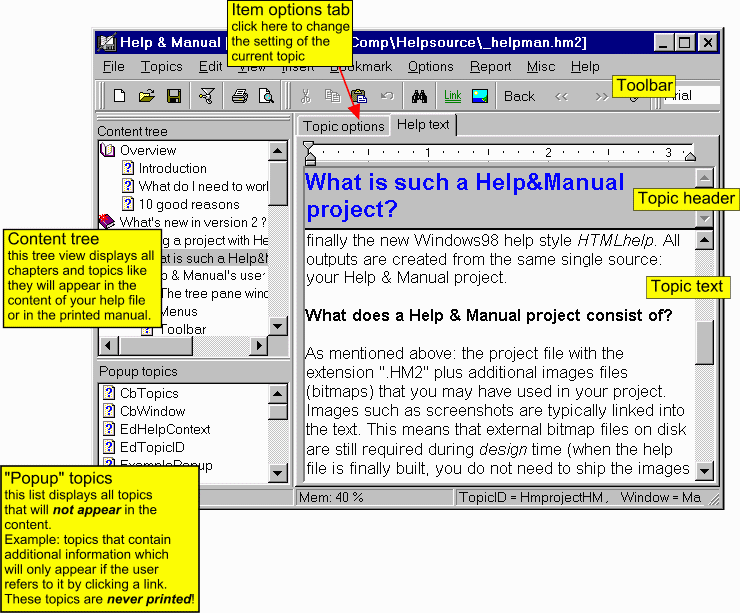 Item options tab
click here to change
the setting of the
current topic
Help & Manual [ Comp\Helpsource\_helpman.hm2]
File Topics Edit View Insert Bookmark Options Report Misc Help
Link Back << >> Arial
Toolbar
Content tree
Topic options Help text
1 2 3
Overview
Introduction
What do I need to worl
10 good reasons
What's new in version 2 ?
g a project with He
at is such a Help&M
p & Manual's user
The tree pane wind
Menus
Toolbar
Content tree
this tree view displays all
chapters and topics like
they will appear in the
content of your help file
or in the printed manual.
What is such a Help&Manual
project?
Topic header
finally the new Windows98 help style HTMLhelp. All
outputs are created from the same single source:
your Help & Manual project.
Topic text
What does a Help & Manual project consist of?
As mentioned above: the project file with the
extension ".HM2" plus additional images files
(bitmaps) that you may have used in your project.
Images such as screenshots are typically linked into
the text. This means that external bitmap files on disk
are still required during design time (when the help
file is finally built, you do not need to ship the images
Popup topics
CbTopics
CbWindow
EdHelpContext
EdTopicID
ExamplePopup
"Popup" topics
this list displays all topics
that will not appear in the
content.
Example: topics that contain
additional information which
will only appear if the user
refers to it by clicking a link.
These topics are never printed!
Mem: 40 % TopicID = HmprojectHM, Window = Ma